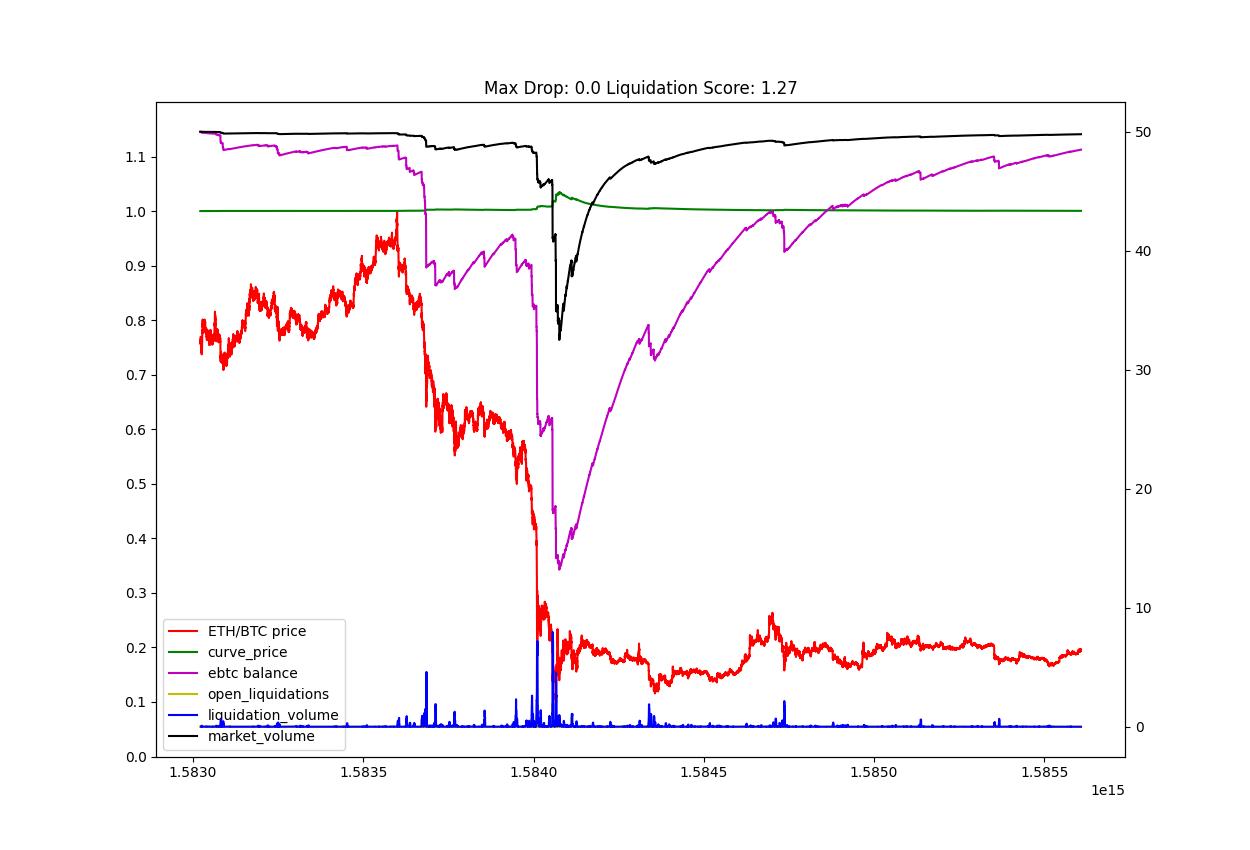 Max Drop: 0.0 Liquidation Score: 1.27
1.1
1.0
0.9
0.8
0.7
0.6
0.5
0.4
0.3
0.2
0.1
0.0
50
40
30
20
10
0
ETH/BTC price
curve_price
ebtc balance
open_liquidations
liquidation_volume
market_volume
1.5830 1.5835 1.5840 1.5845 1.5850 1.5855
1e15